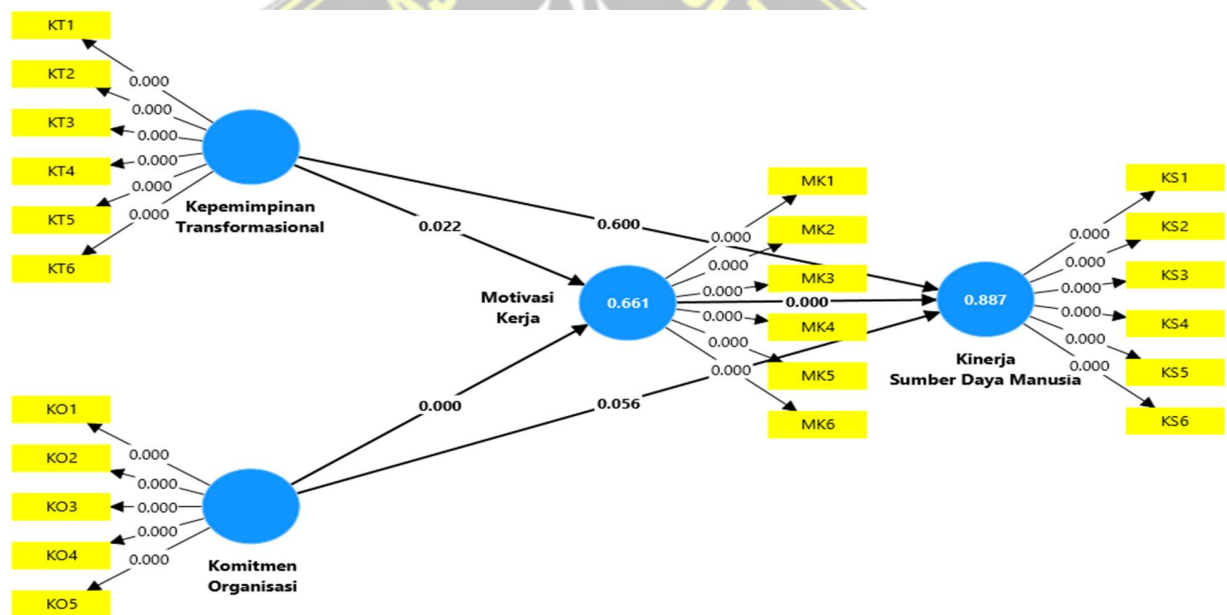 KT1
KT2
KT3
KT4
KT5
KT6
0.000
0.000
0.000
0.000
0.000
0.000
Kepemimpinan
Transformasional
0.022
0.600
KO1
KO2
KO3
KO4
KO5
0.000
0.000
0.000
0.000
0.000
Komitmen
Organisasi
0.000
0.056
Motivasi
Kerja
0.661
0.000
0.000
0.000
0.000
0.000
0.000
MK1
MK2
MK3
MK4
MK5
MK6
0.000
0.887
Kinerja
Sumber Daya Manusia
0.000
0.000
0.000
0.000
0.000
0.000
KS1
KS2
KS3
KS4
KS5
KS6